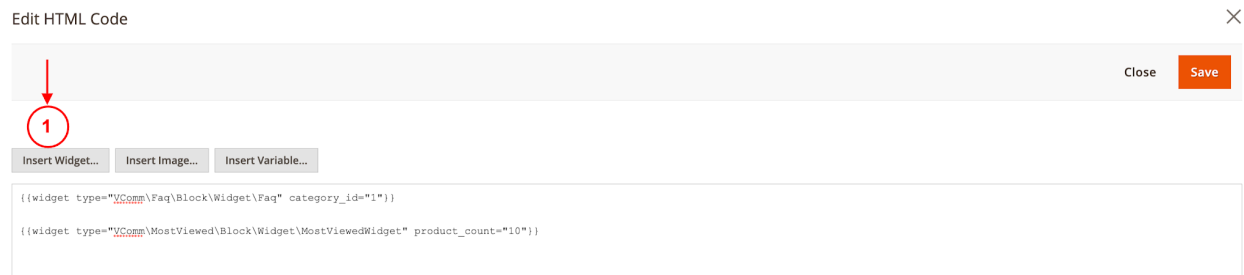 Edit HTML Code
Close
Save
1
Insert Widget...
Insert Image...
Insert Variable...
{{widget type="VComm\Faq\Block\Widget\Faq" category_id="1"}}
{{widget type="VComm\MostViewed\Block\Widget\MostViewedWidget" product_count="10"}}